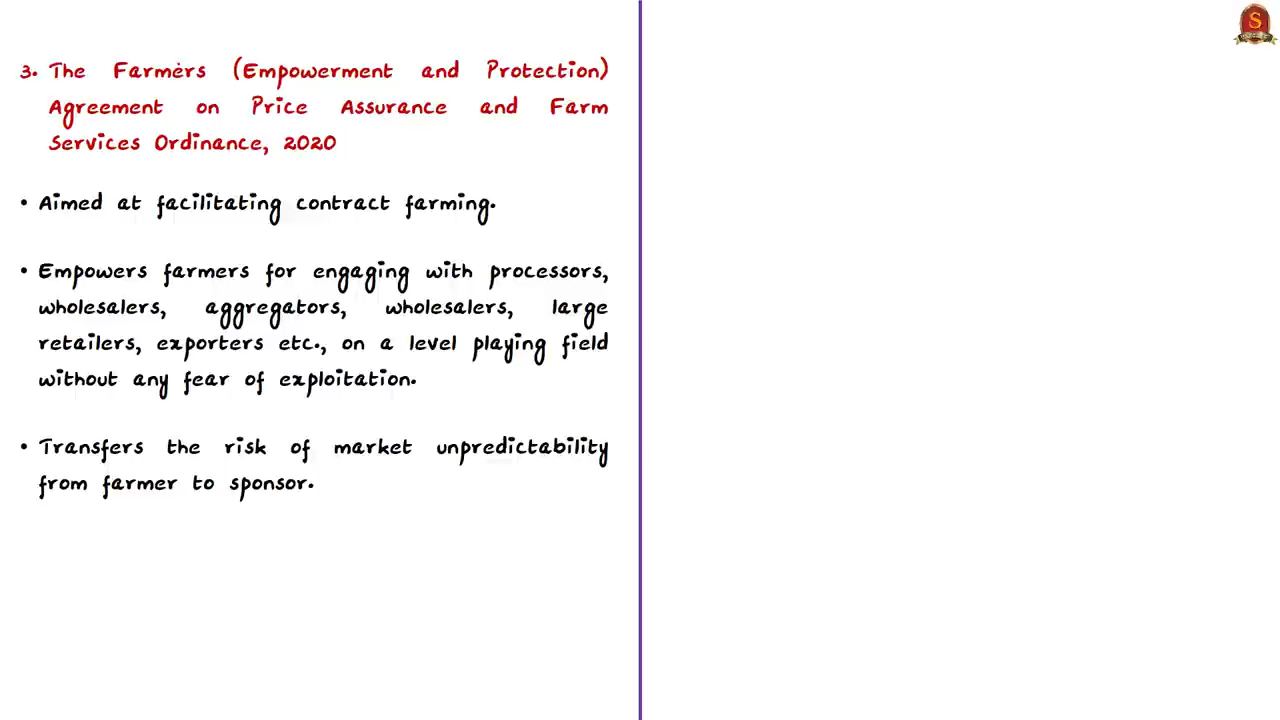 3. The Farmers (Empowerment and Protection)
Agreement on Price Assurance and Farm
Services Ordinance, 2020
• Aimed at facilitating contract farming.
• Empowers farmers for engaging with processors,
wholesalers, aggregators, wholesalers, large
retailers, exporters etc., on a level playing field
without any fear of exploitation.
• Transfers the risk of market unpredictability
from farmer to sponsor.
S